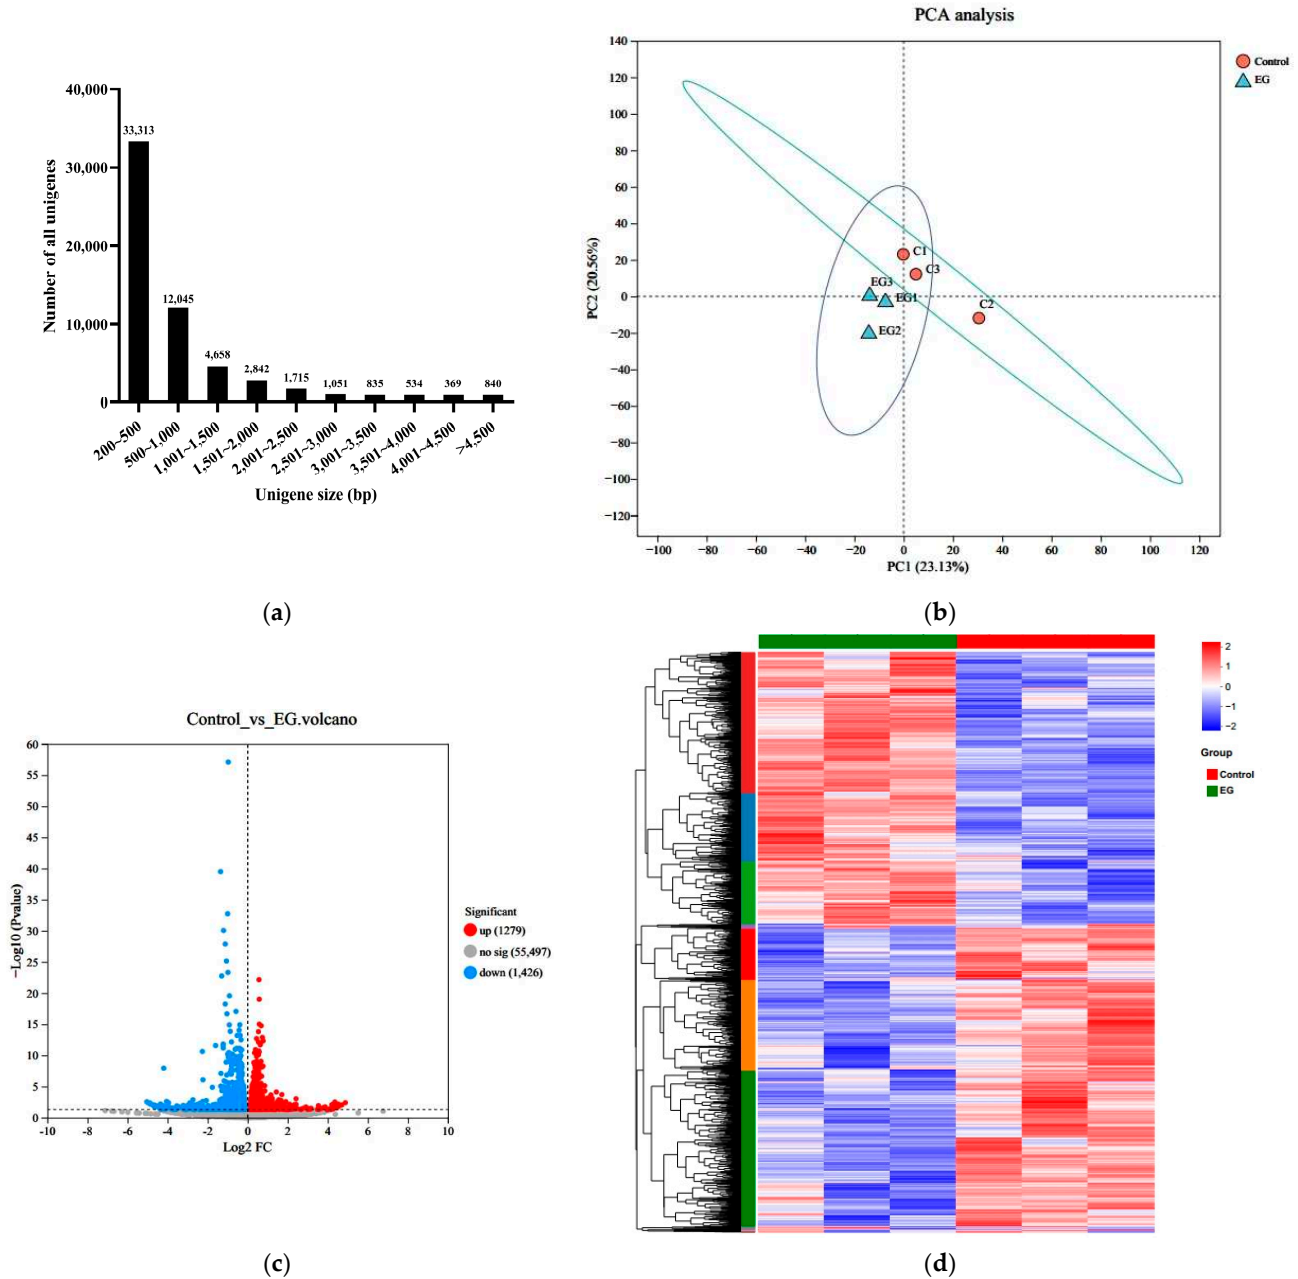 40,000
30,000
20,000
10,000
0
Number of all unigenes
33,313
12,045
4,658
2,842
1,715
1,051
835
534
369
840
200~500
500~1,000
1,001~1,500
1,501~2,000
2,001~2,500
2,501~3,000
3,001~3,500
3,501~4,000
4,001~4,500
>4,500
Unigene size (bp)
(a)
PCA analysis
140
120
100
80
60
40
20
0
−20
−40
−60
−80
−100
−120
PC2 (20.56%)
C1
C3
C2
EG3
EG1
EG2
Control
EG
−100 −80 −60 −40 −20 0 20 40 60 80 100 120
PC1 (23.13%)
(b)
Control_vs_EG.volcano
60
55
50
45
40
35
30
25
20
15
10
5
0
−Log10 (Pvalue)
-10 -8 -6 -4 -2 0 2 4 6 8 10
Log2 FC
Significant
up (1279)
no sig (55,497)
down (1,426)
(c)
2
1
0
−1
−2
Group
Control
EG
(d)